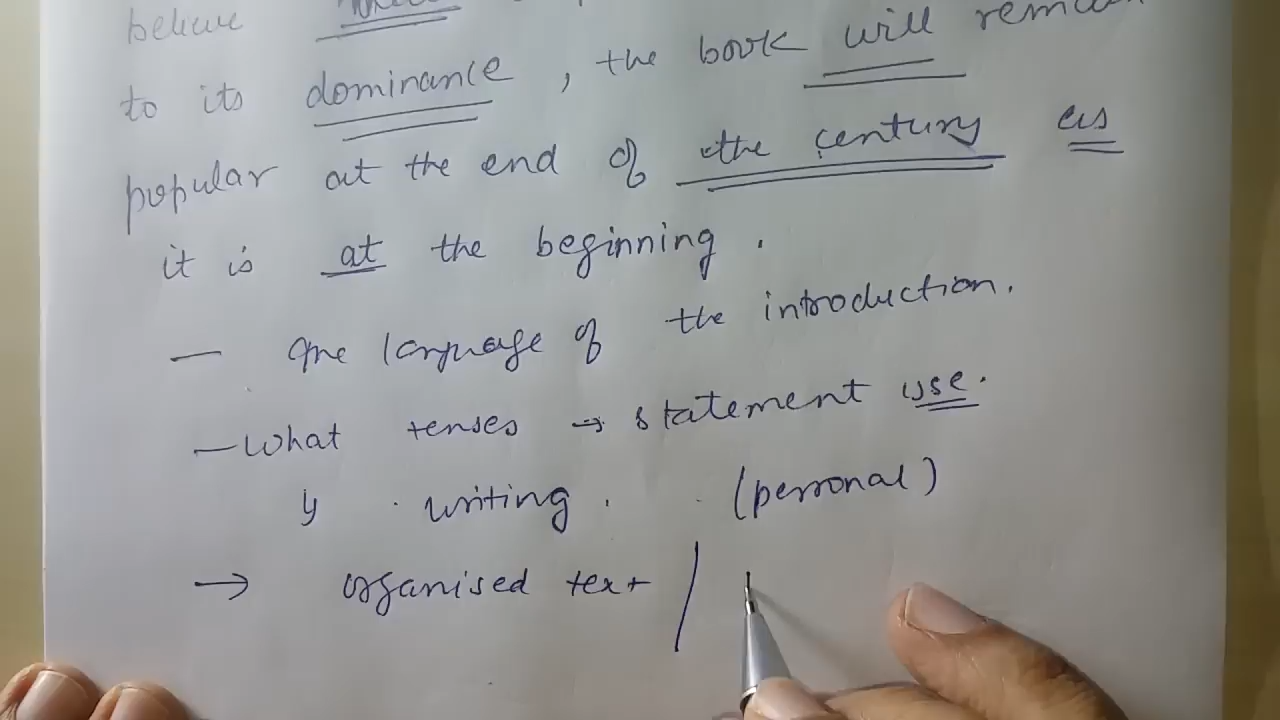 believe
to its dominance, the book will remain
popular at the end of the century as
it is at the beginning.
— The language of the introduction.
— What tenses → statement use.
writing. (personal)
→ organised text /